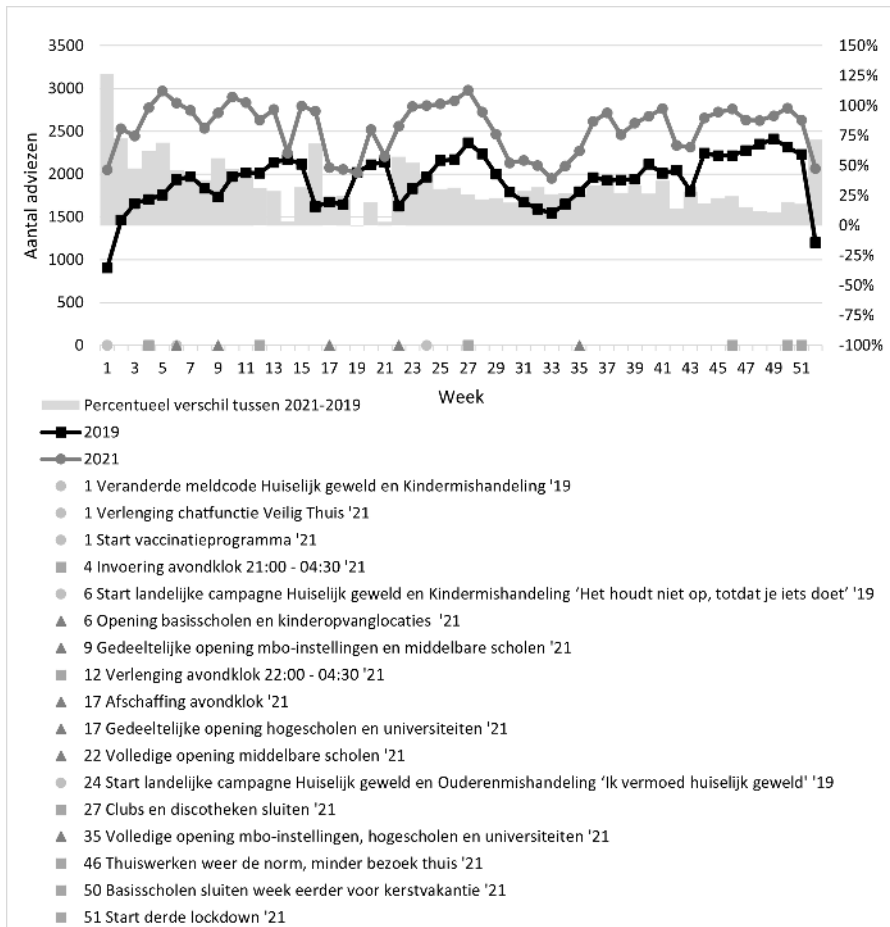 3500 150%
3000 125%
100%
2500 75%
2000 50%
25%
1500 0%
1000 -25%
-50%
500 -75%
0 -100%
Aantal adviezen
1 3 5 7 9 11 13 15 17 19 21 23 25 27 29 31 33 35 37 39 41 43 45 47 49 51
Week
Percentueel verschil tussen 2021-2019
2019
2021
1 Veranderde meldcode Huiselijk geweld en Kindermishandeling '19
1 Verlenging chatfunctie Veilig Thuis '21
1 Start vaccinatieprogramma '21
4 Invoering avondklok 21:00 - 04:30 '21
6 Start landelijke campagne Huiselijk geweld en Kindermishandeling ‘Het houdt niet op, totdat je iets doet’ '19
6 Opening basisscholen en kinderopvanglocaties '21
9 Gedeeltelijke opening mbo-instellingen en middelbare scholen '21
12 Verlenging avondklok 22:00 - 04:30 '21
17 Afschaffing avondklok '21
17 Gedeeltelijke opening hogescholen en universiteiten '21
22 Volledige opening middelbare scholen '21
24 Start landelijke campagne Huiselijk geweld en Ouderenmishandeling ‘Ik vermoed huiselijk geweld' '19
27 Clubs en discotheken sluiten '21
35 Volledige opening mbo-instellingen, hogescholen en universiteiten '21
46 Thuiswerken weer de norm, minder bezoek thuis '21
50 Basisscholen sluiten week eerder voor kerstvakantie '21
51 Start derde lockdown '21